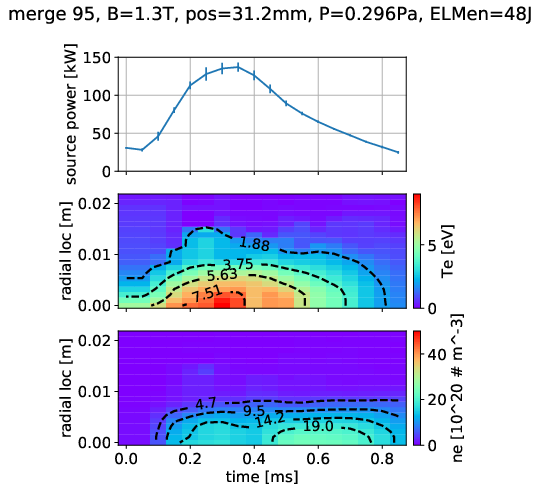 merge 95, B=1.3T, pos=31.2mm, P=0.296Pa, ELMen=48J
source power [kW]
150
100
50
0
radial loc [m]
0.02
0.01
0.00
1.88
3.75
5.63
7.51
5
0
Te [eV]
radial loc [m]
0.02
0.01
0.00
4.7
9.5
14.2
19.0
40
20
0
ne [10^20 # m^-3]
0.0 0.2 0.4 0.6 0.8
time [ms]